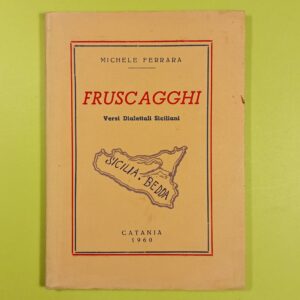 MICHELE FERRARA
FRUSCAGGHI
Versi Dialettali Siciliani
SICILIA BEDDA
CATANIA
1960